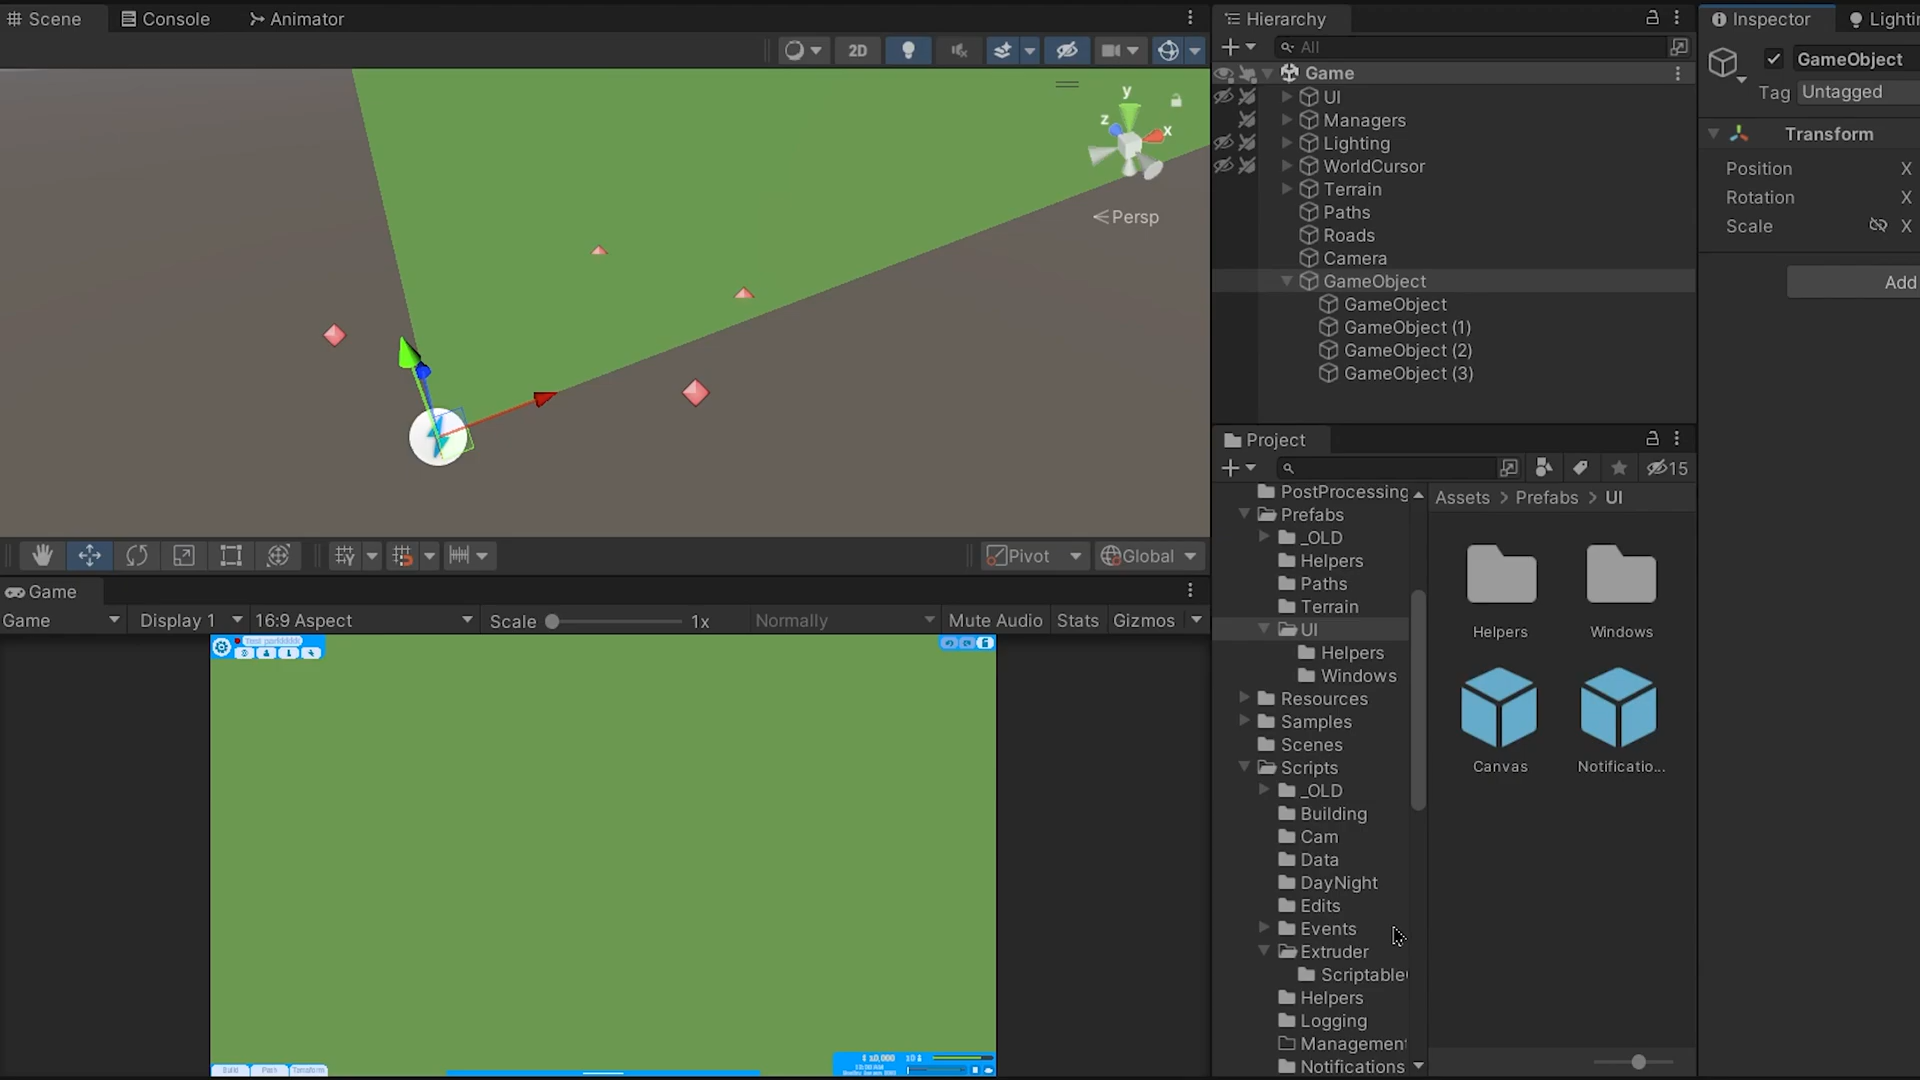 Scene
Console
Animator
2D
y
z
x
Persp
Pivot
Global
Game
Game
Display 1
16:9 Aspect
Scale
1x
Normally
Mute Audio
Stats
Gizmos
Build
Path
Terraform
Hierarchy
All
Game
UI
Managers
Lighting
WorldCursor
Terrain
Paths
Roads
Camera
GameObject
GameObject
GameObject (1)
GameObject (2)
GameObject (3)
Project
15
PostProcessing
Prefabs
_OLD
Helpers
Paths
Terrain
UI
Helpers
Windows
Resources
Samples
Scenes
Scripts
_OLD
Building
Cam
Data
DayNight
Edits
Events
Extruder
Scriptable
Helpers
Logging
Management
Notifications
Assets > Prefabs > UI
Helpers
Windows
Canvas
Notificatio...
Inspector
Lighti
GameObject
Tag
Untagged
Transform
Position
X
Rotation
X
Scale
X
Add